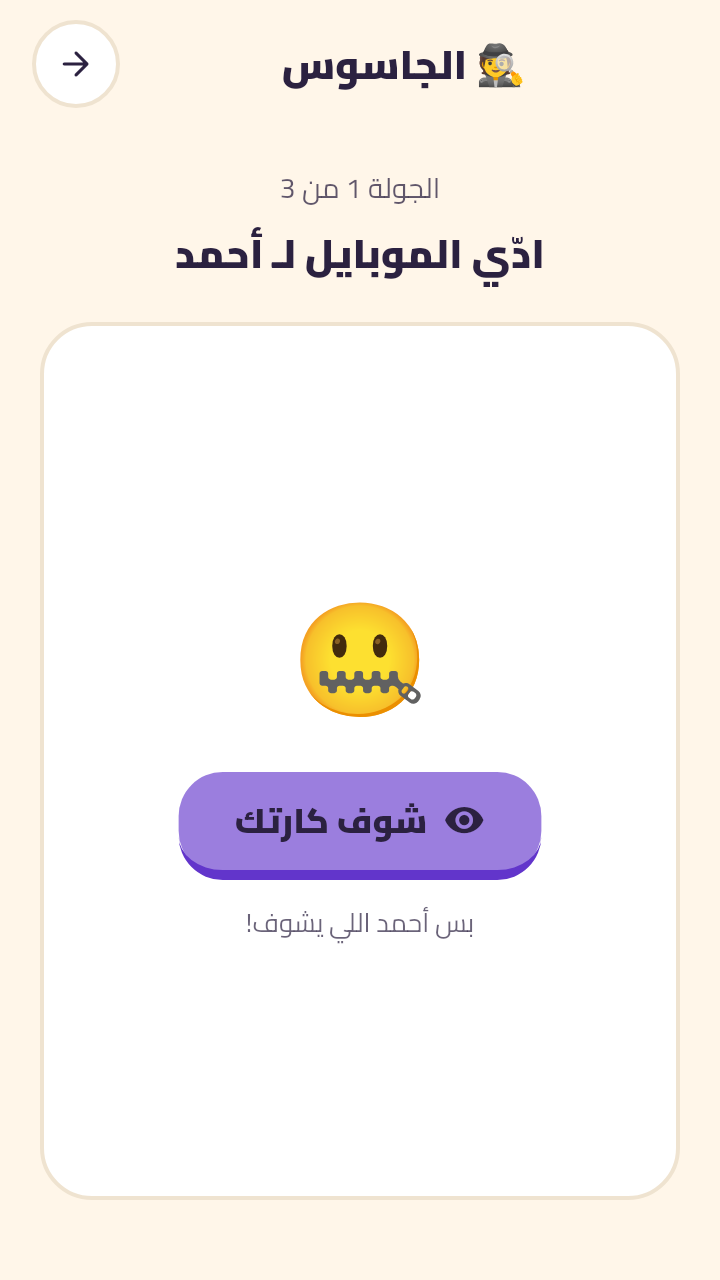 الجاسوس
الجولة 1 من 3
ادّي الموبايل لـ أحمد
شوف كارتك
بس أحمد اللي يشوف!